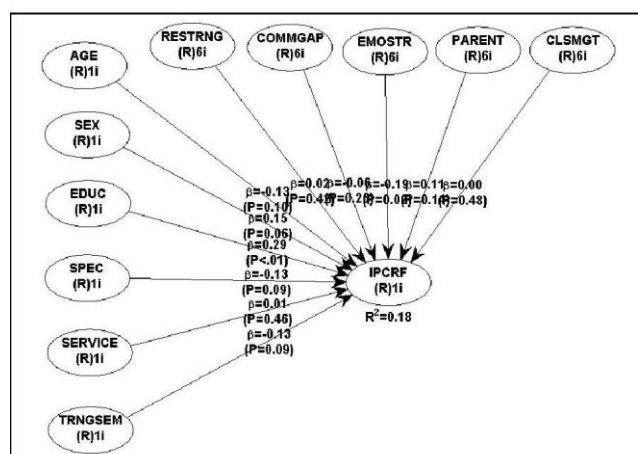 RESTRNG
(R)6i
COMMGAP
(R)6i
EMOSTR
(R)6i
PARENT
(R)6i
CLSMGT
(R)6i
AGE
(R)1i
SEX
(R)1i
EDUC
(R)1i
SPEC
(R)1i
SERVICE
(R)1i
TRNGSEM
(R)1i
β=-0.13
(P=0.10)
β=0.15
(P=0.06)
β=0.29
(P<.01)
β=-0.13
(P=0.09)
β=0.01
(P=0.46)
β=-0.13
(P=0.09)
β=0.02
β=-0.06
β=-0.19
β=0.11
β=0.00
(P=0.48)
IPCRF
(R)1i
R²=0.18